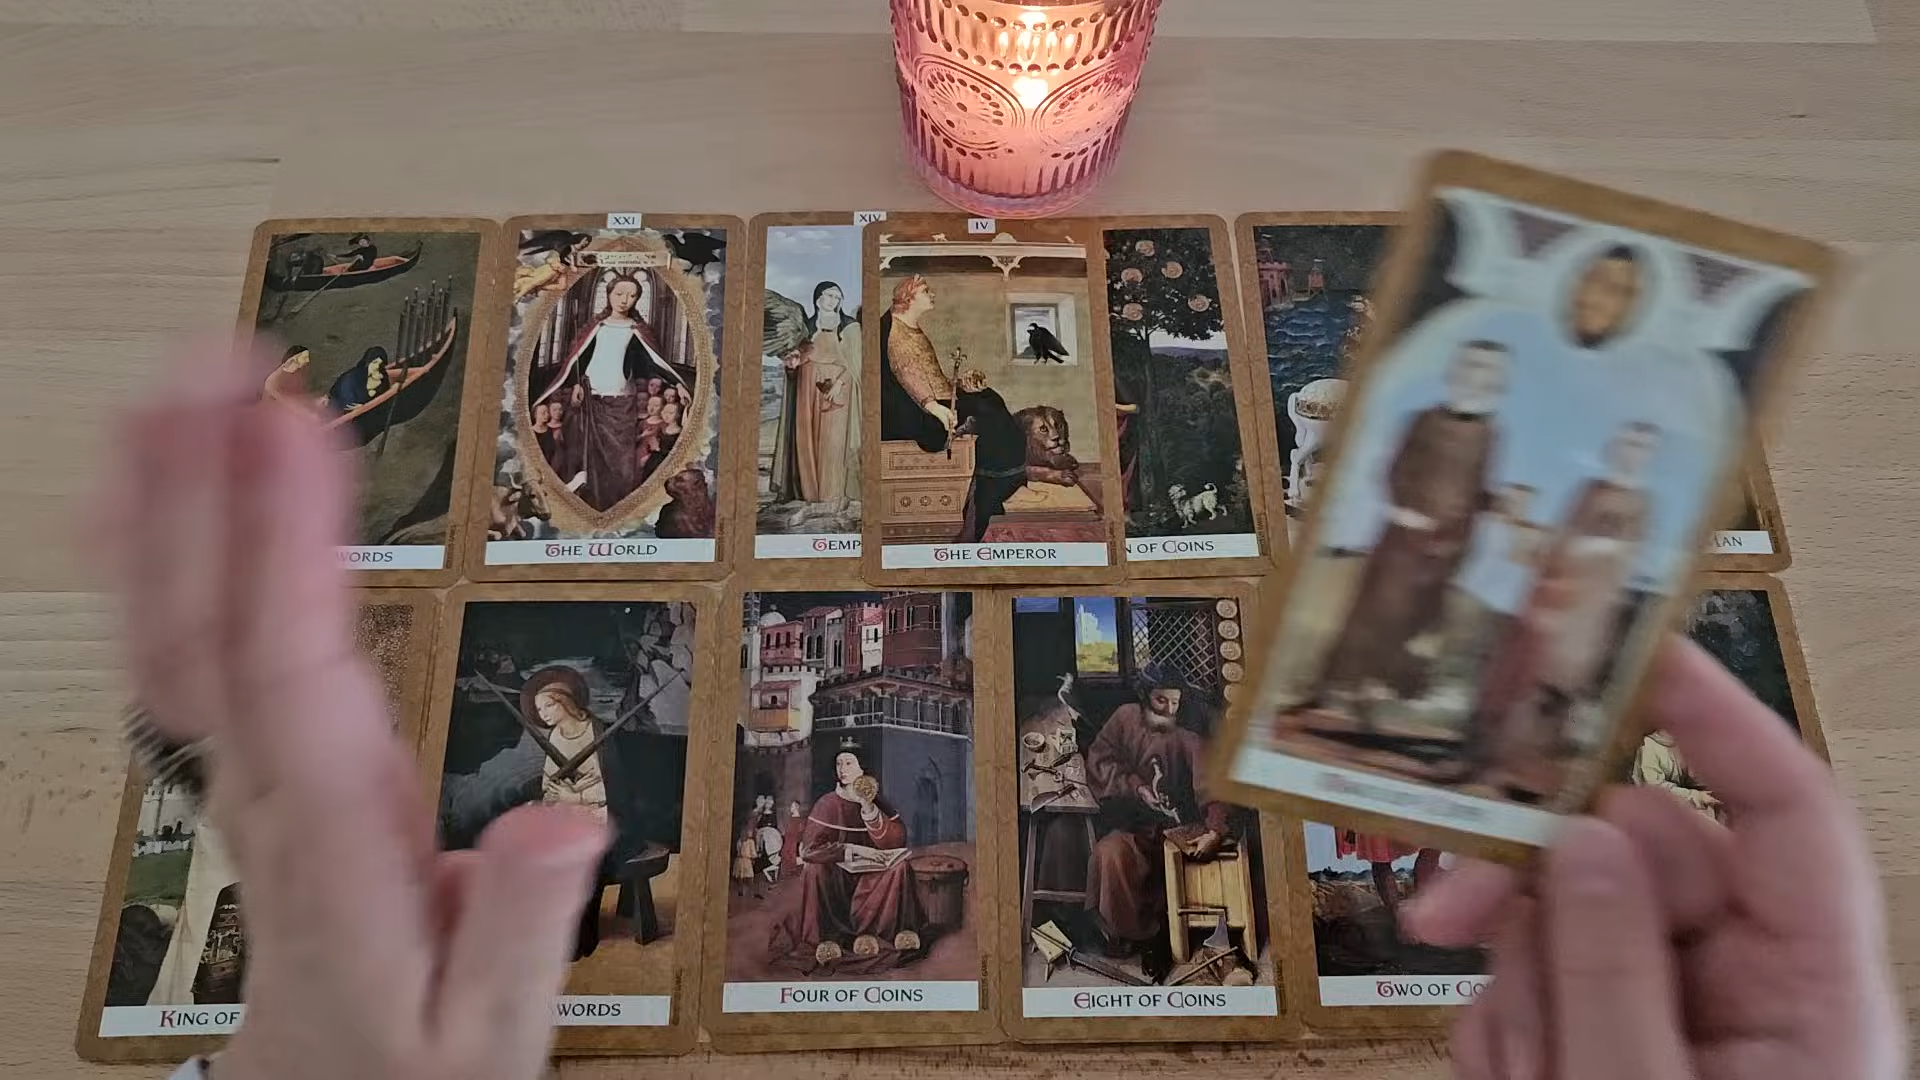 XXI
XIV
IV
WORDS
THE WORLD
TEMP
THE EMPEROR
N OF COINS
MAN
KING OF
WORDS
FOUR OF COINS
EIGHT OF COINS
TWO OF CO